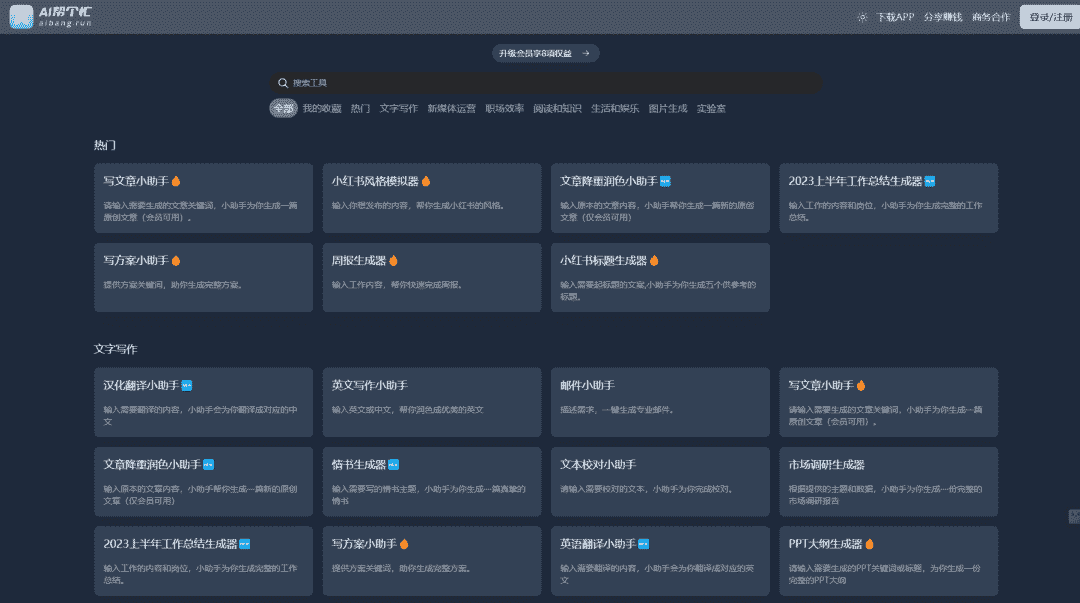 AI帮个忙
aibang.run
下载APP 分享赚钱 商务合作 登录/注册
升级会员享8项权益 →
搜索工具
全部 我的收藏 热门 文字写作 新媒体运营 职场效率 阅读和知识 生活和娱乐 图片生成 实验室
热门
写文章小助手
请输入需要生成的文章关键词，小助手为你生成一篇
原创文章（会员可用）。
小红书风格模拟器
输入你想发布的内容，帮你生成小红书的风格。
文章降重润色小助手
输入原本的文章内容，小助手帮你生成一篇新的原创
文章（仅会员可用）
2023上半年工作总结生成器
输入工作的内容和岗位，小助手为你生成完整的工作
总结。
写方案小助手
提供方案关键词，助你生成完整方案。
周报生成器
输入工作内容，帮你快速完成周报。
小红书标题生成器
输入需要起标题的文案,小助手为你生成五个供参考的
标题。
文字写作
汉化翻译小助手
输入需要翻译的内容，小助手会为你翻译成对应的中
文
英文写作小助手
输入英文或中文，帮你润色成优美的英文
邮件小助手
描述需求，一键生成专业邮件。
写文章小助手
请输入需要生成的文章关键词，小助手为你生成一篇
原创文章（会员可用）。
文章降重润色小助手
输入原本的文章内容，小助手帮你生成一篇新的原创
文章（仅会员可用）
情书生成器
输入需要写的情书主题，小助手为你生成一篇真挚的
情书
文本校对小助手
请输入需要校对的文本，小助手为你完成校对。
市场调研生成器
根据提供的主题和数据，小助手为你生成一份完整的
市场调研报告
2023上半年工作总结生成器
输入工作的内容和岗位，小助手为你生成完整的工作
总结。
写方案小助手
提供方案关键词，助你生成完整方案。
英语翻译小助手
输入需要翻译的内容，小助手会为你翻译成对应的英
文
PPT大纲生成器
请输入需要生成的PPT关键词或标题，为你生成一份
完整的PPT大纲